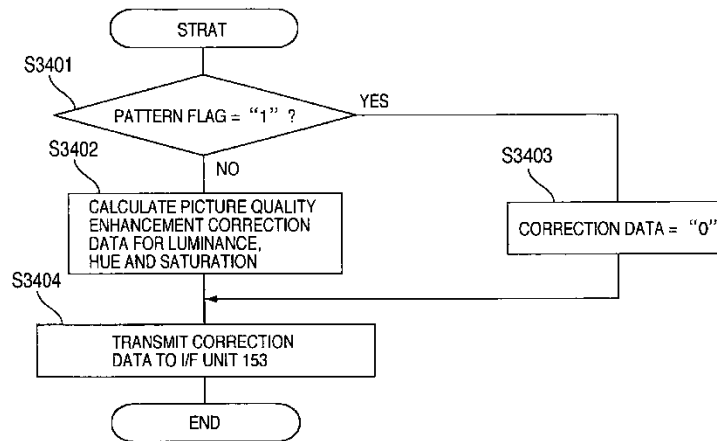 STRAT
S3401
PATTERN FLAG = “1” ?
YES
NO
S3402
CALCULATE PICTURE QUALITY
ENHANCEMENT CORRECTION
DATA FOR LUMINANCE,
HUE AND SATURATION
S3403
CORRECTION DATA = “0”
S3404
TRANSMIT CORRECTION
DATA TO I/F UNIT 153
END